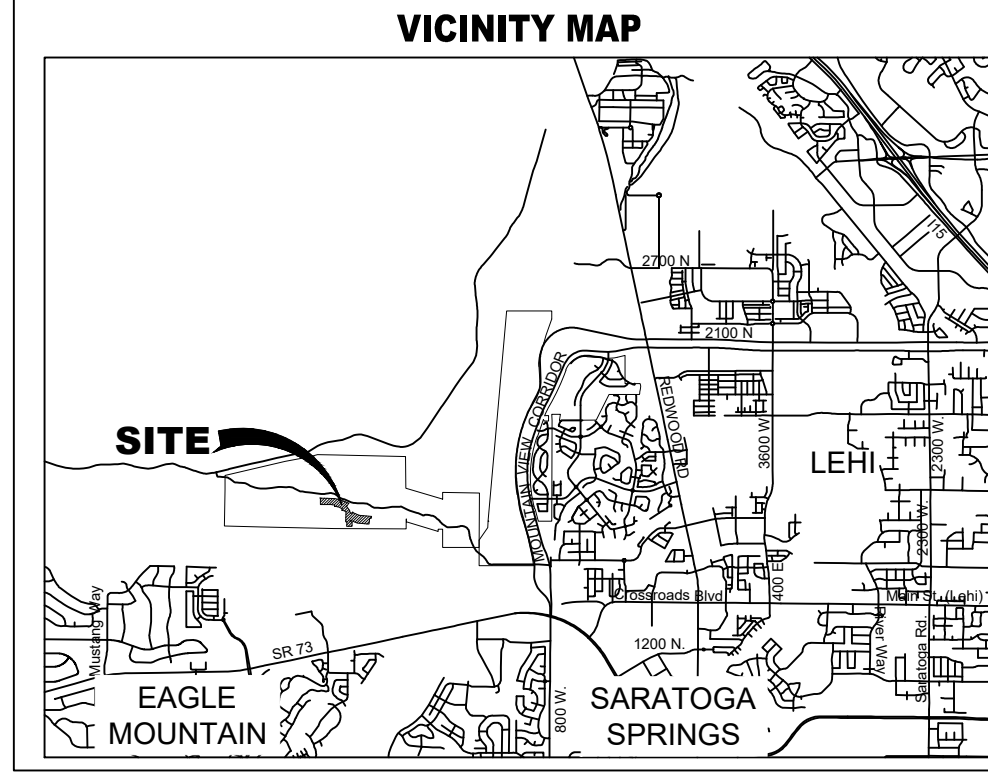 VICINITY MAP
I15
2700 N
2100 N
MOUNTAIN VIEW CORRIDOR
REDWOOD RD
3600 W.
2300 W.
SITE
LEHI
2300 W.
400 E
Crossroads Blvd
Main St. (Lehi)
Mustang Way
SR 73
1200 N.
River Way
Saratoga Rd.
EAGLE
MOUNTAIN
800 W.
SARATOGA
SPRINGS